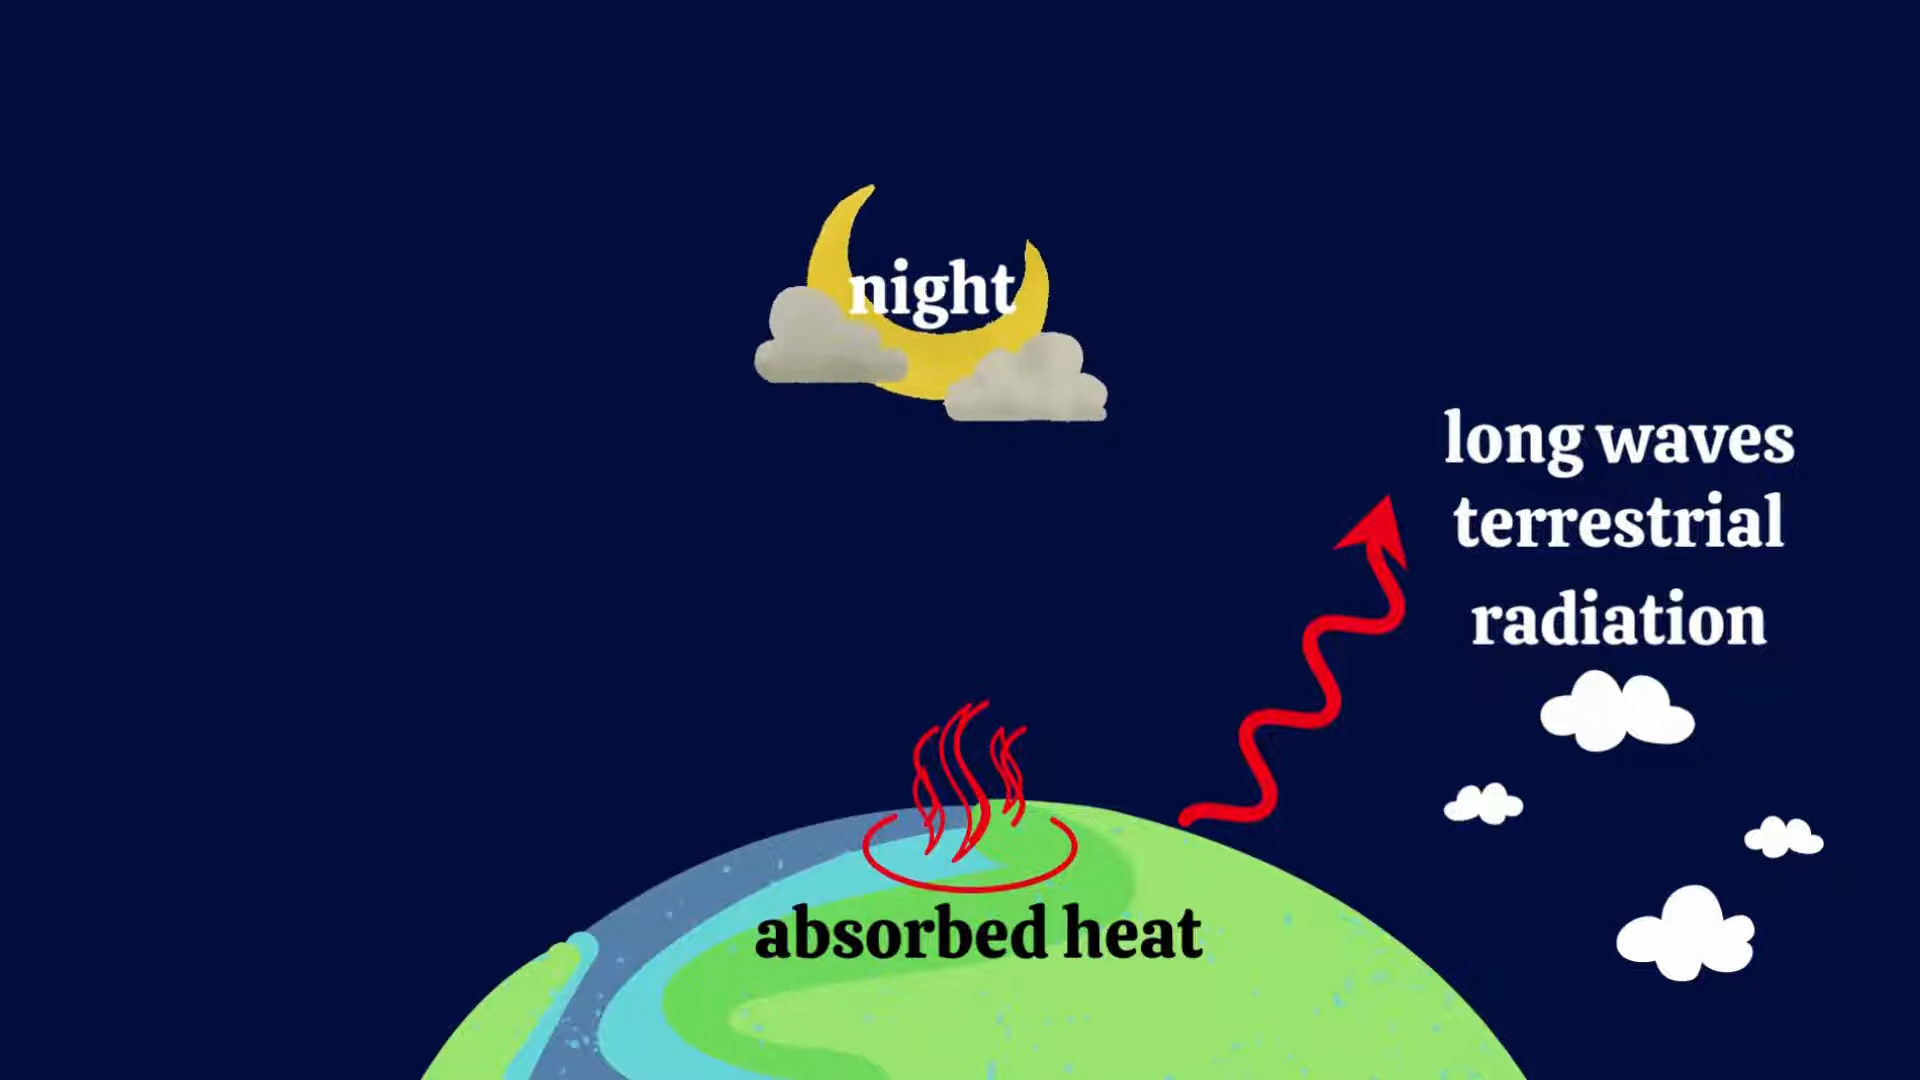 night
long waves
terrestrial
radiation
absorbed heat